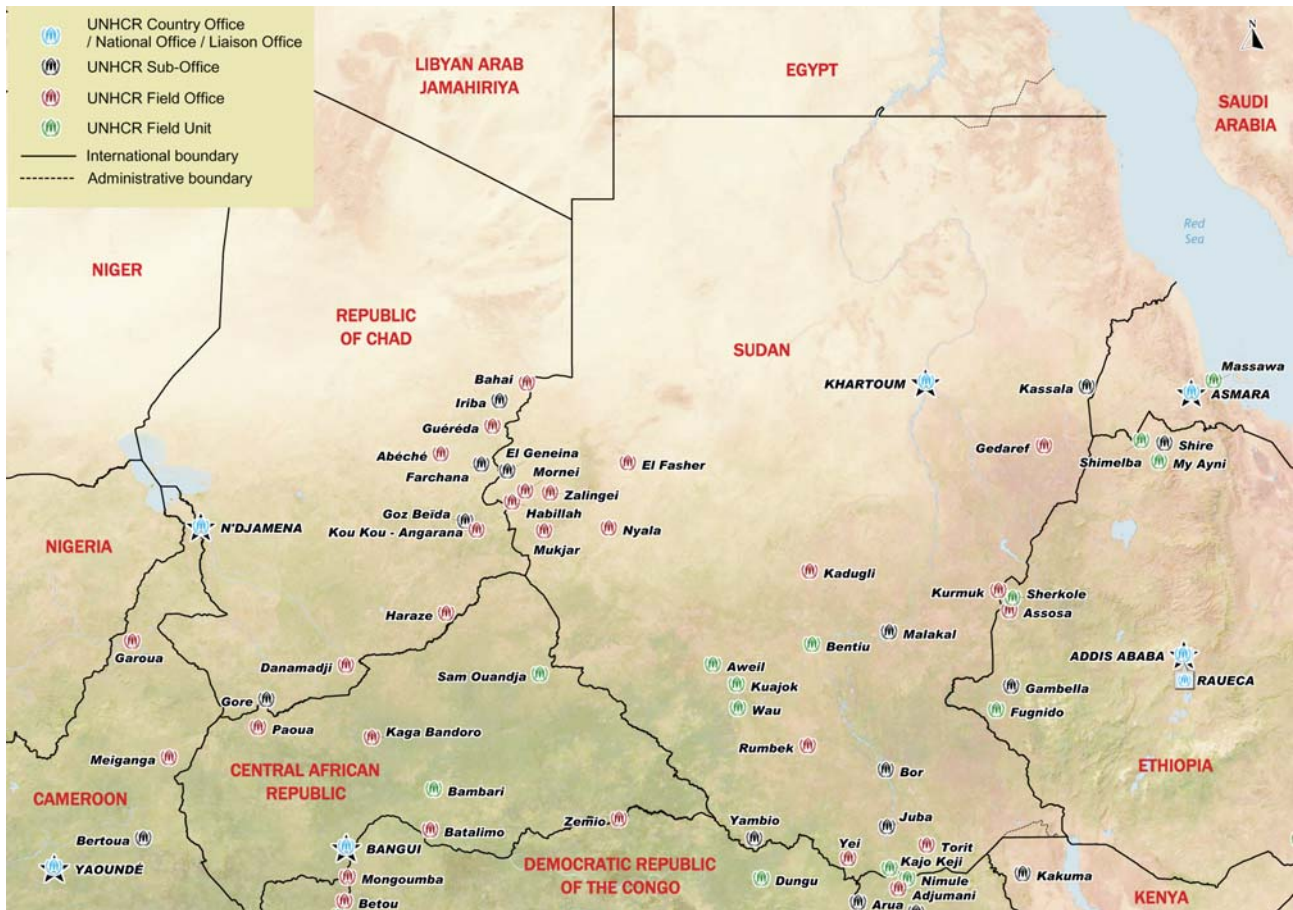 UNHCR Country Office
/ National Office / Liaison Office
UNHCR Sub-Office
UNHCR Field Office
UNHCR Field Unit
International boundary
Administrative boundary
LIBYAN ARAB
JAMAHIRIYA
EGYPT
SAUDI
ARABIA
Red
Sea
NIGER
REPUBLIC
OF CHAD
SUDAN
Massawa
Bahai
KHARTOUM
Kassala
ASMARA
Iriba
Guéréda
Abéché
El Geneina
Gedaref
Shire
Farchana
Mornei
El Fasher
Shimelba
My Ayni
Zalingei
Goz Beïda
Habillah
N'DJAMENA
Kou Kou - Angarana
Nyala
NIGERIA
Mukjar
Kadugli
Kurmuk
Sherkole
Haraze
Assosa
Malakal
Garoua
Bentiu
ADDIS ABABA
Danamadji
Sam Ouandja
Aweil
RAUECA
Kuajok
Gambella
Gore
Wau
Fugnido
Paoua
Kaga Bandoro
Rumbek
Meiganga
CENTRAL AFRICAN
REPUBLIC
Bor
ETHIOPIA
CAMEROON
Bambari
Juba
Zemio
Yambio
Bertoua
Batalimo
Yei
Torit
BANGUI
DEMOCRATIC REPUBLIC
OF THE CONGO
Kajo Keji
YAOUNDÉ
Mongoumba
Dungu
Nimule
Kakuma
Adjumani
KENYA
Betou
Arua